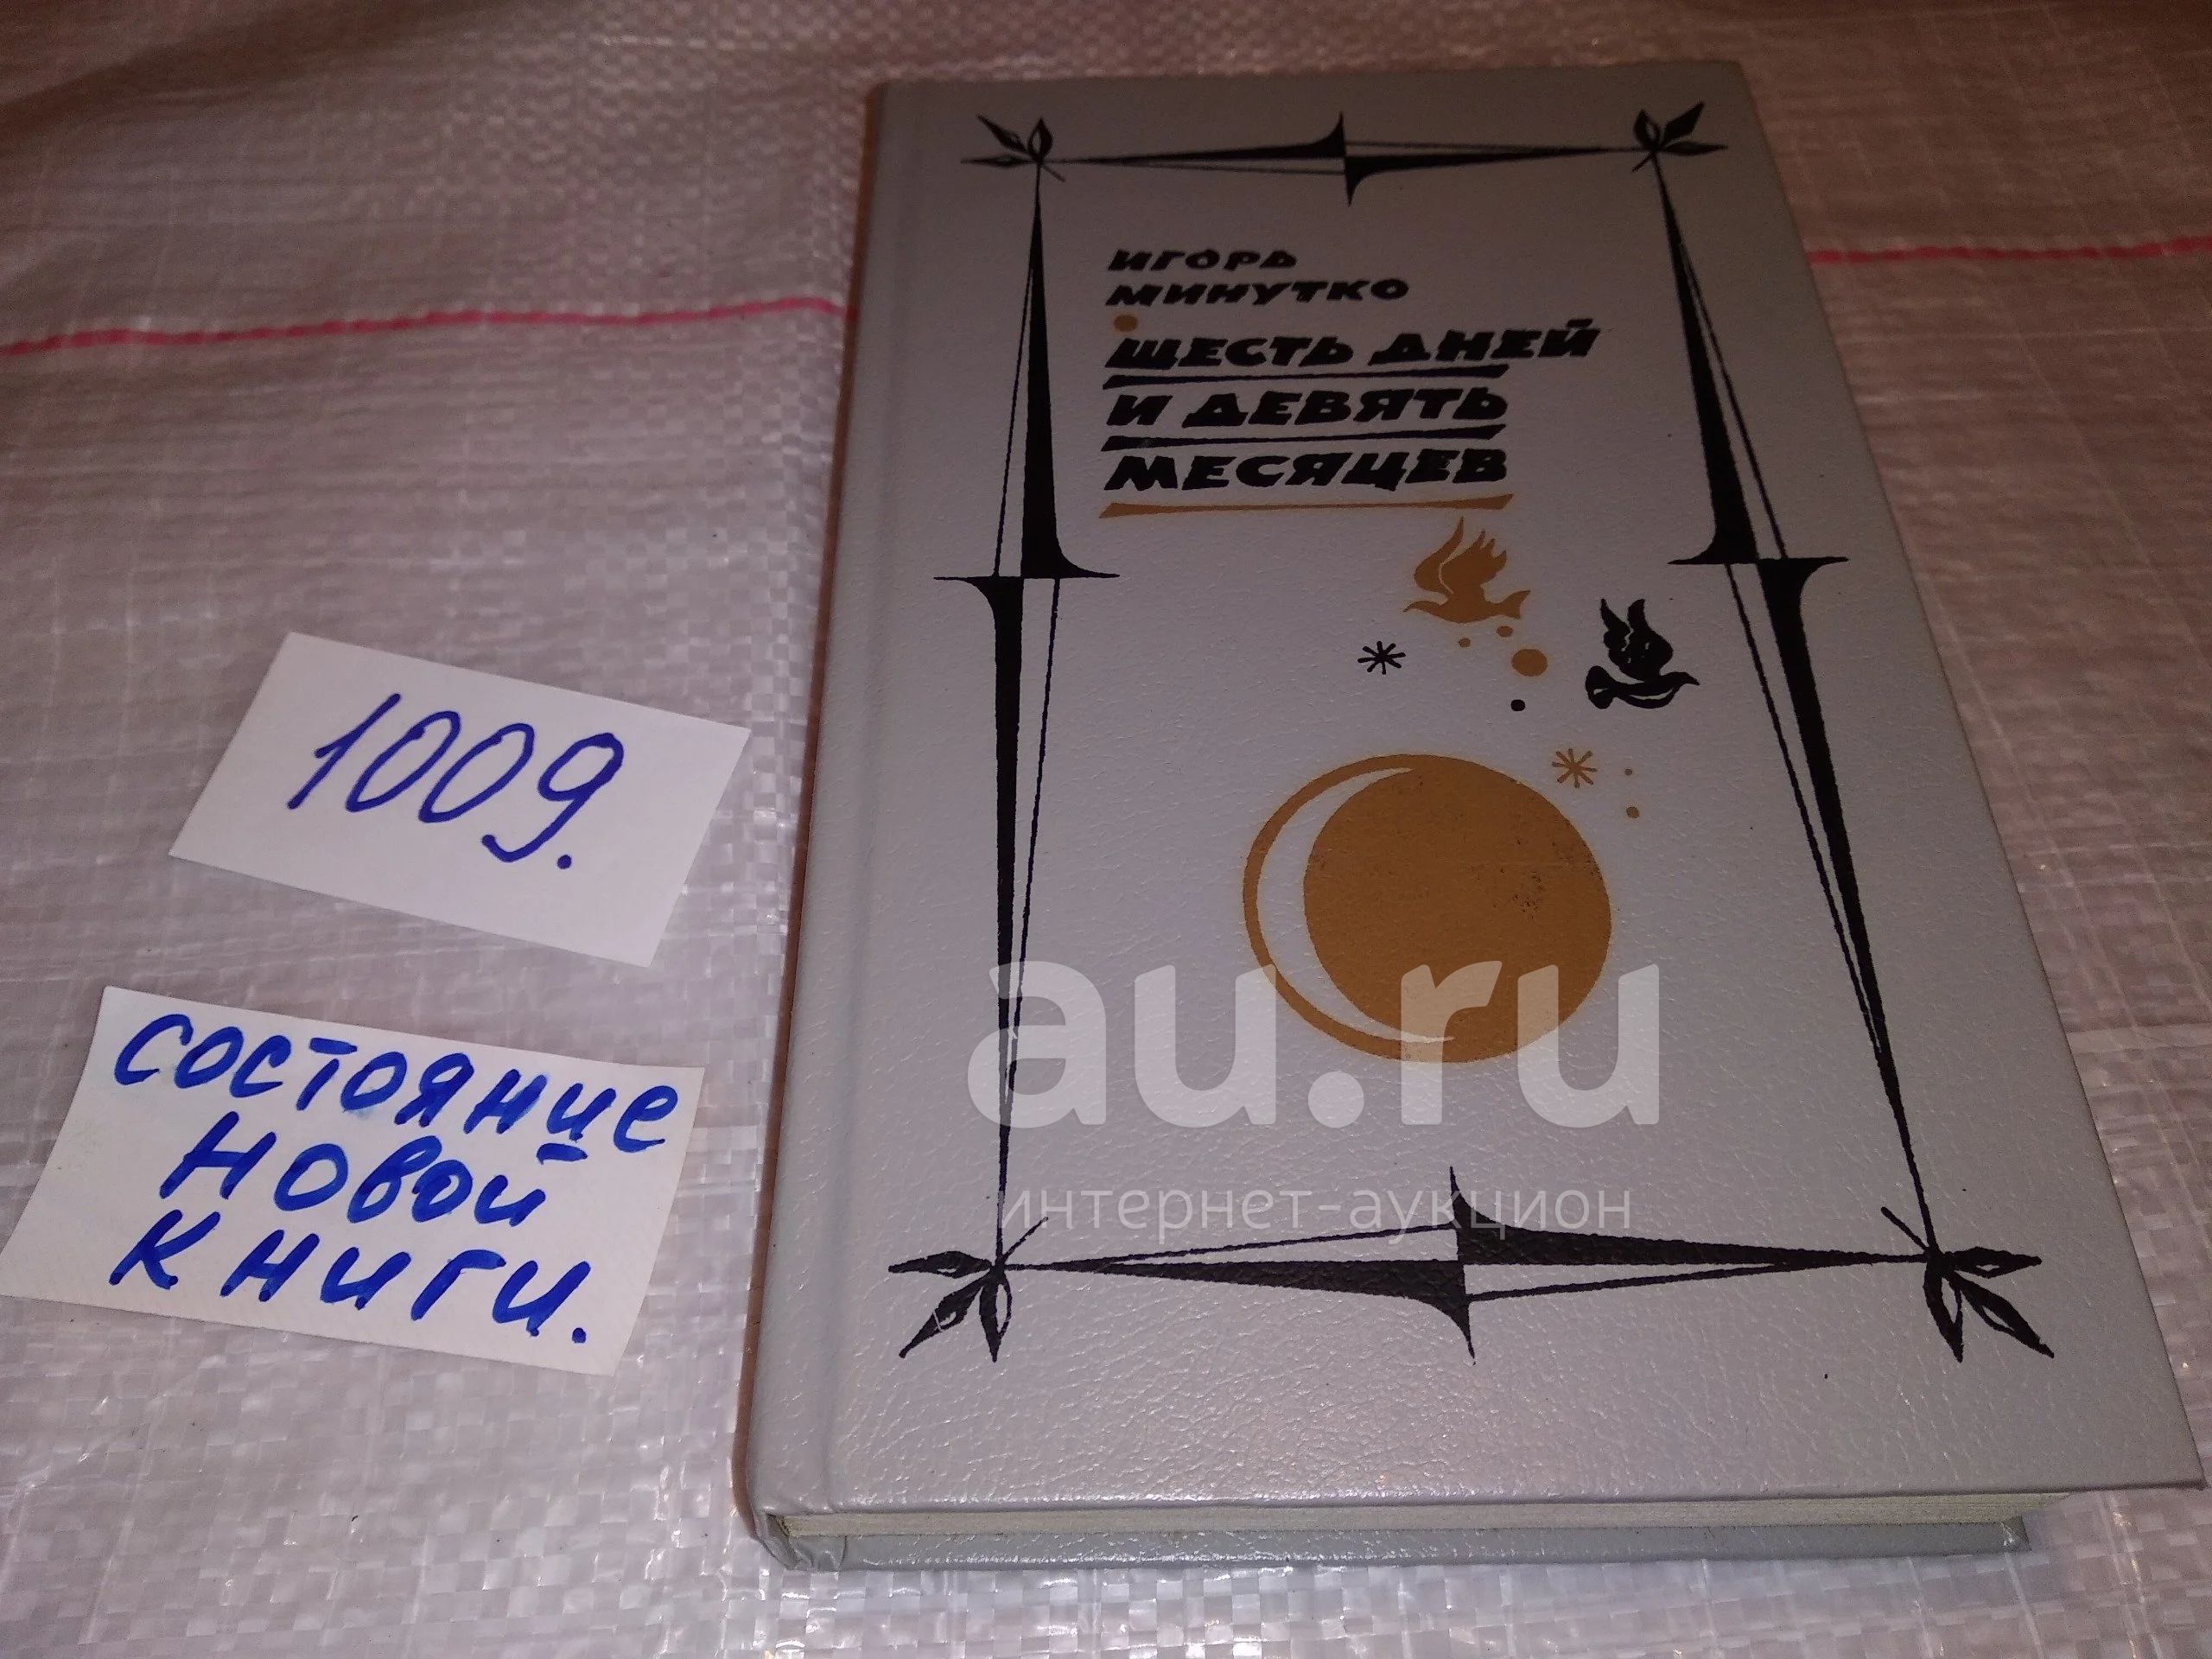 ИГОРЬ
МИНУТКО
ШЕСТЬ ДНЕЙ
И ДЕВЯТЬ
МЕСЯЦЕВ
1009.
состояние
новой
книги.
au.ru
интернет-аукцион